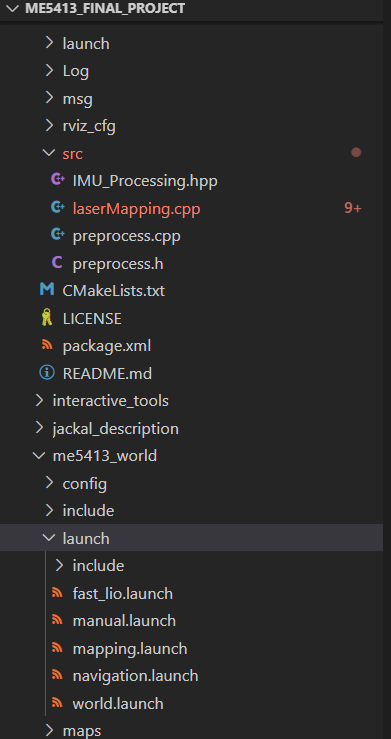 ME5413_FINAL_PROJECT
launch
Log
msg
rviz_cfg
src
IMU_Processing.hpp
laserMapping.cpp 9+
preprocess.cpp
preprocess.h
CMakeLists.txt
LICENSE
package.xml
README.md
interactive_tools
jackal_description
me5413_world
config
include
launch
include
fast_lio.launch
manual.launch
mapping.launch
navigation.launch
world.launch
maps